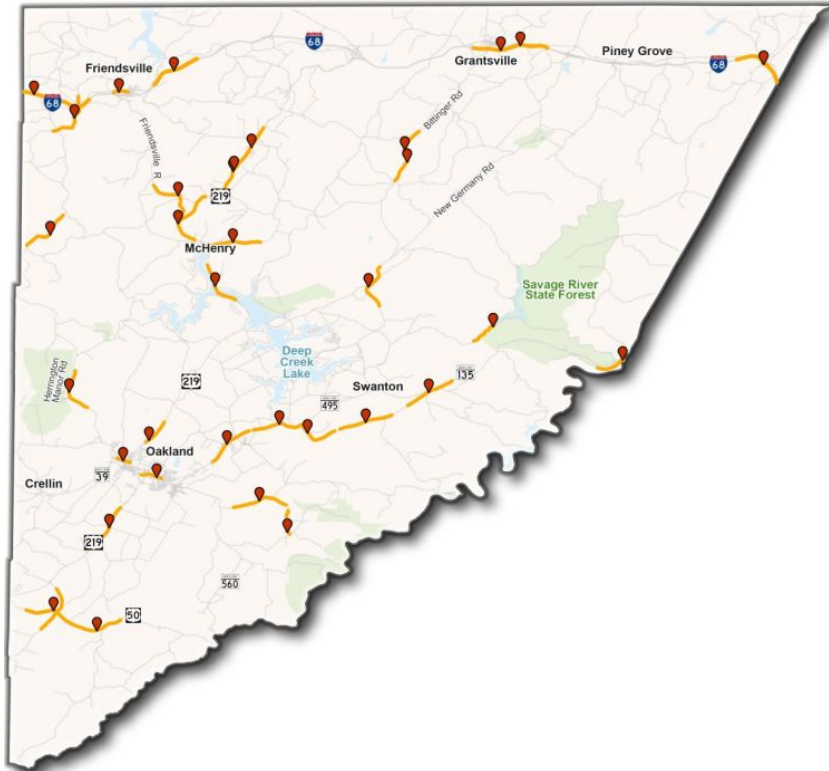 68
Friendsville
Grantsville
Piney Grove
68
68
Friendsville R
Bittinger Rd
New Germany Rd
219
McHenry
Savage River
State Forest
Deep
Creek
Lake
Herrington
Manor Rd
219
Swanton
135
495
Oakland
39
Crellin
219
560
50